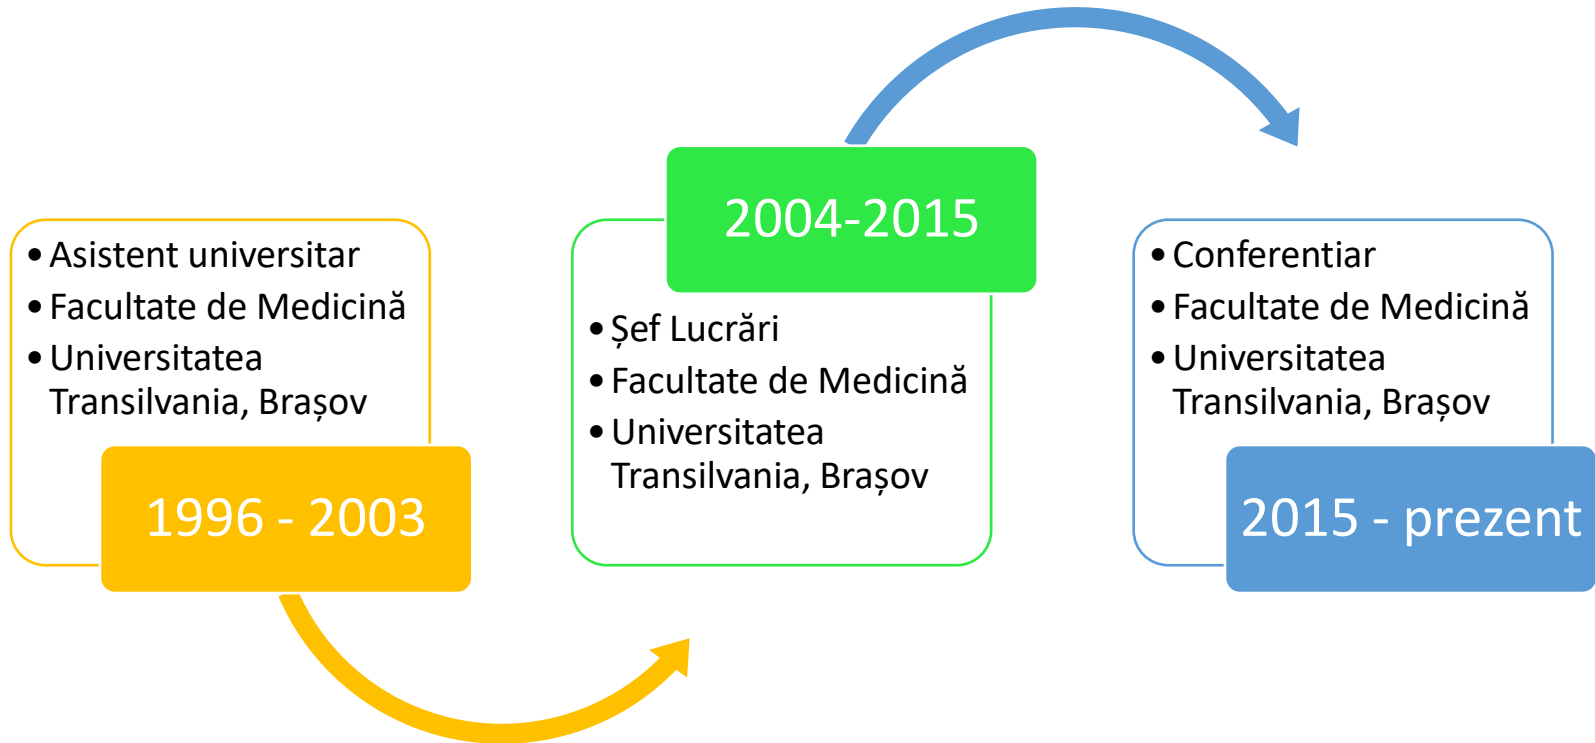 • Asistent universitar
• Facultate de Medicină
• Universitatea
Transilvania, Brașov
1996 - 2003
2004-2015
• Șef Lucrări
• Facultate de Medicină
• Universitatea
Transilvania, Brașov
• Conferentiar
• Facultate de Medicină
• Universitatea
Transilvania, Brașov
2015 - prezent